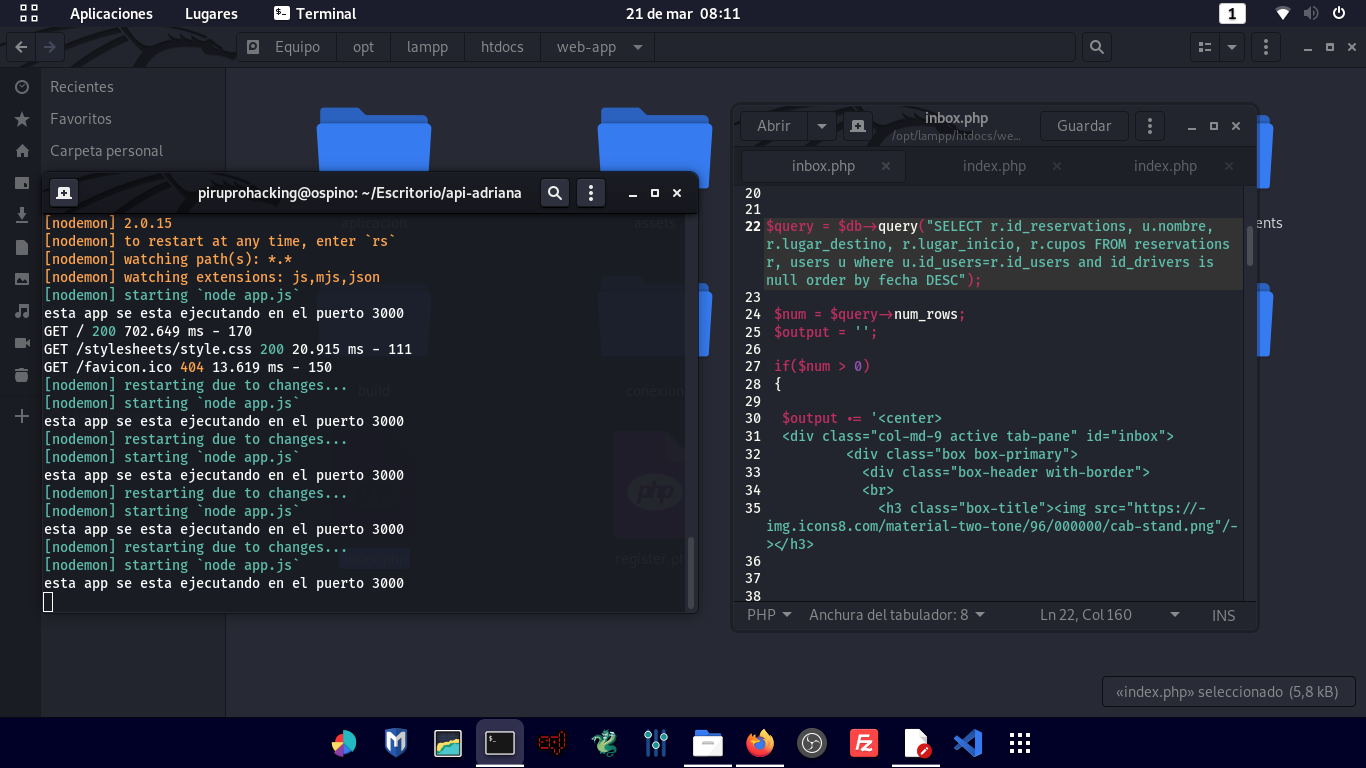 Aplicaciones Lugares Terminal 21 de mar 08:11 1
Equipo opt lampp htdocs web-app
Recientes
Favoritos
Carpeta personal
piruprohacking@ospino: ~/Escritorio/api-adriana
[nodemon] 2.0.15
[nodemon] to restart at any time, enter `rs`
[nodemon] watching path(s): *.*
[nodemon] watching extensions: js,mjs,json
[nodemon] starting `node app.js`
esta app se esta ejecutando en el puerto 3000
GET / 200 702.649 ms - 170
GET /stylesheets/style.css 200 20.915 ms - 111
GET /favicon.ico 404 13.619 ms - 150
[nodemon] restarting due to changes...
[nodemon] starting `node app.js`
esta app se esta ejecutando en el puerto 3000
[nodemon] restarting due to changes...
[nodemon] starting `node app.js`
esta app se esta ejecutando en el puerto 3000
[nodemon] restarting due to changes...
[nodemon] starting `node app.js`
esta app se esta ejecutando en el puerto 3000
[nodemon] restarting due to changes...
[nodemon] starting `node app.js`
esta app se esta ejecutando en el puerto 3000
aplicacion
assets
build
conexion
php
register.php
ents
Abrir
inbox.php
/opt/lampp/htdocs/we...
Guardar
inbox.php index.php index.php
20
21
22 $query = $db->query("SELECT r.id_reservations, u.nombre,
r.lugar_destino, r.lugar_inicio, r.cupos FROM reservations
r, users u where u.id_users=r.id_users and id_drivers is
null order by fecha DESC");
23
24 $num = $query->num_rows;
25 $output = '';
26
27 if($num > 0)
28 {
29
30 $output .= '<center>
31 <div class="col-md-9 active tab-pane" id="inbox">
32 <div class="box box-primary">
33 <div class="box-header with-border">
34 <br>
35 <h3 class="box-title"><img src="https://-
img.icons8.com/material-two-tone/96/000000/cab-stand.png"/-
></h3>
36
37
38
PHP Anchura del tabulador: 8 Ln 22, Col 160 INS
«index.php» seleccionado (5,8 kB)